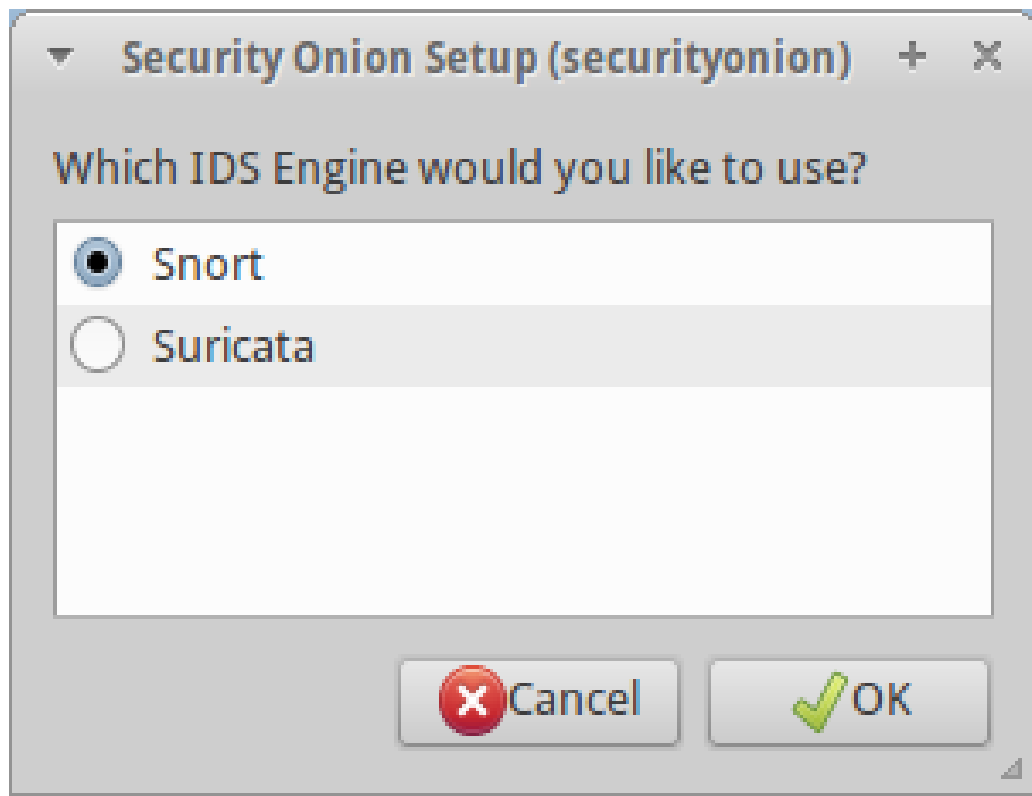 Security Onion Setup (securityonion)
Which IDS Engine would you like to use?
Snort
Suricata
Cancel
OK